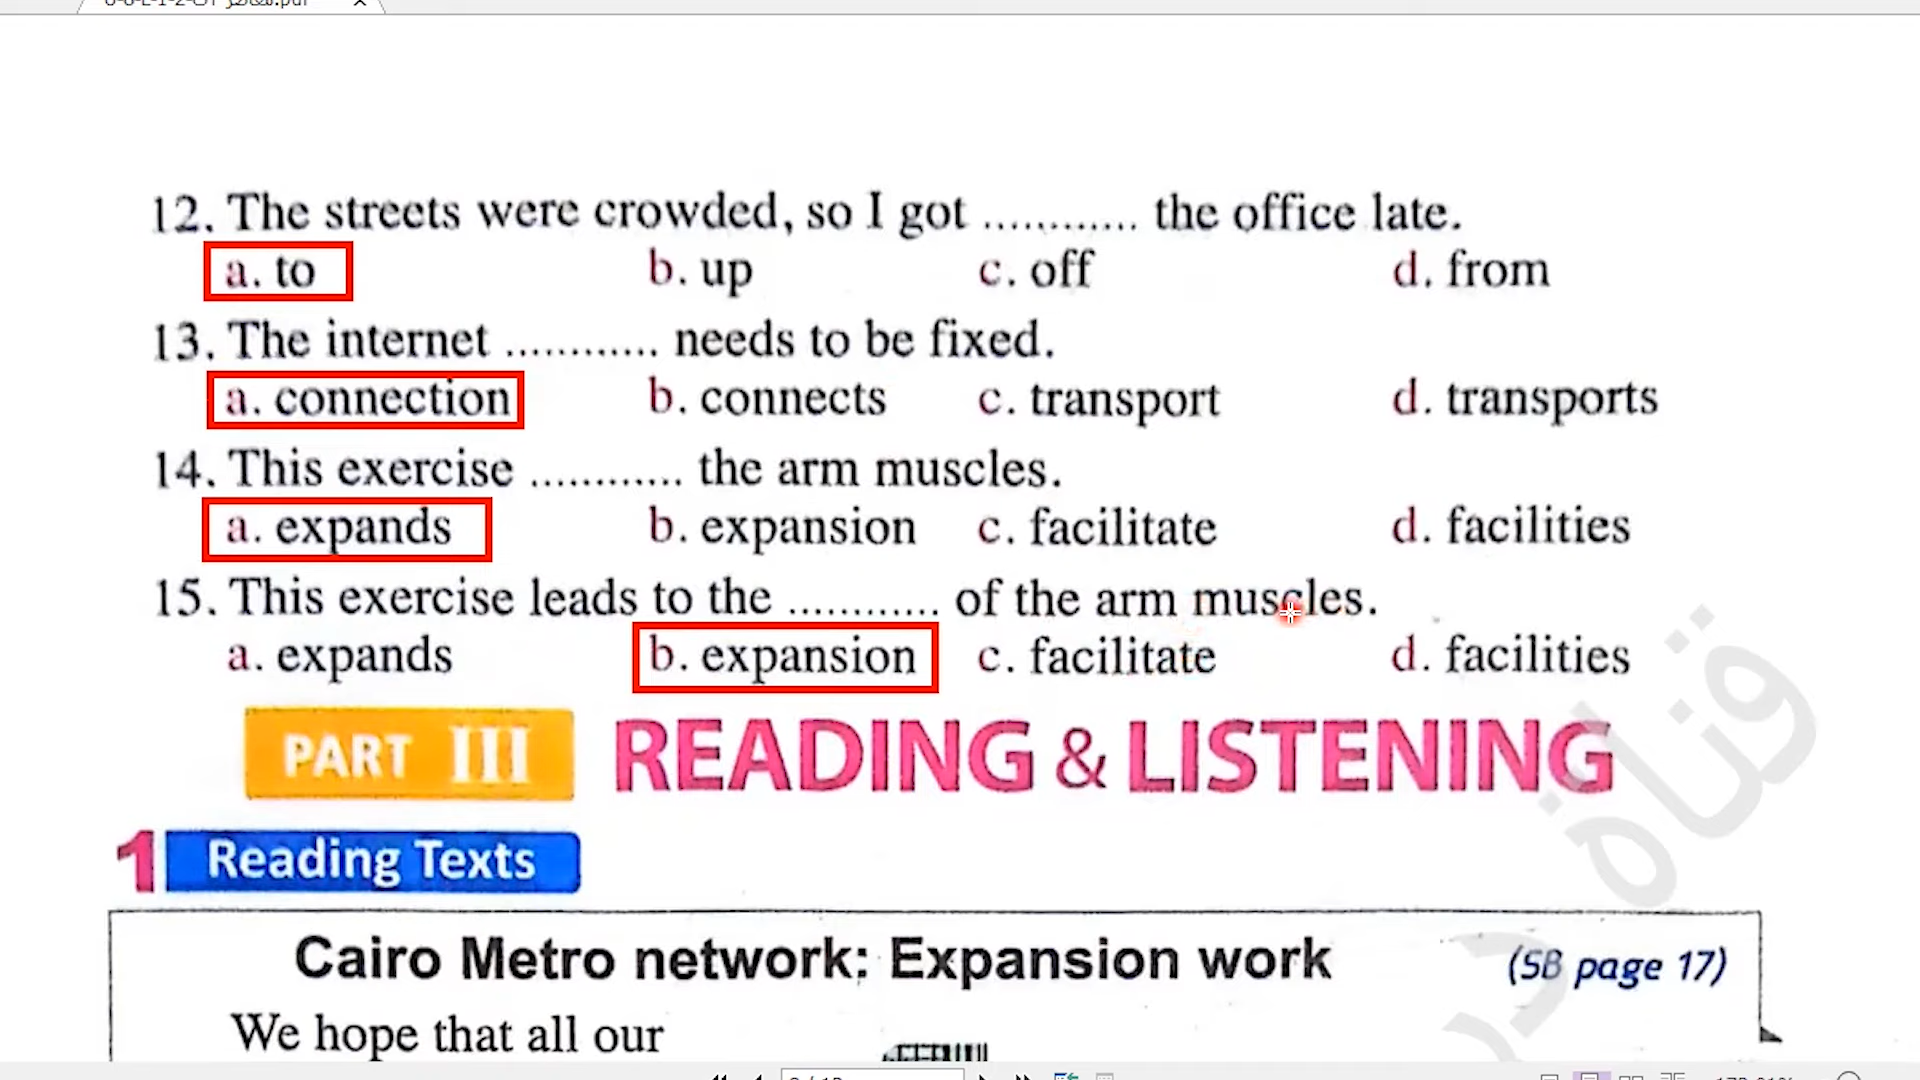 12. The streets were crowded, so I got ............ the office late.
a. to b. up c. off d. from
13. The internet ............ needs to be fixed.
a. connection b. connects c. transport d. transports
14. This exercise ............ the arm muscles.
a. expands b. expansion c. facilitate d. facilities
15. This exercise leads to the ............ of the arm muscles.
a. expands b. expansion c. facilitate d. facilities
PART III READING & LISTENING
1 Reading Texts
Cairo Metro network: Expansion work (SB page 17)
We hope that all our
قناة